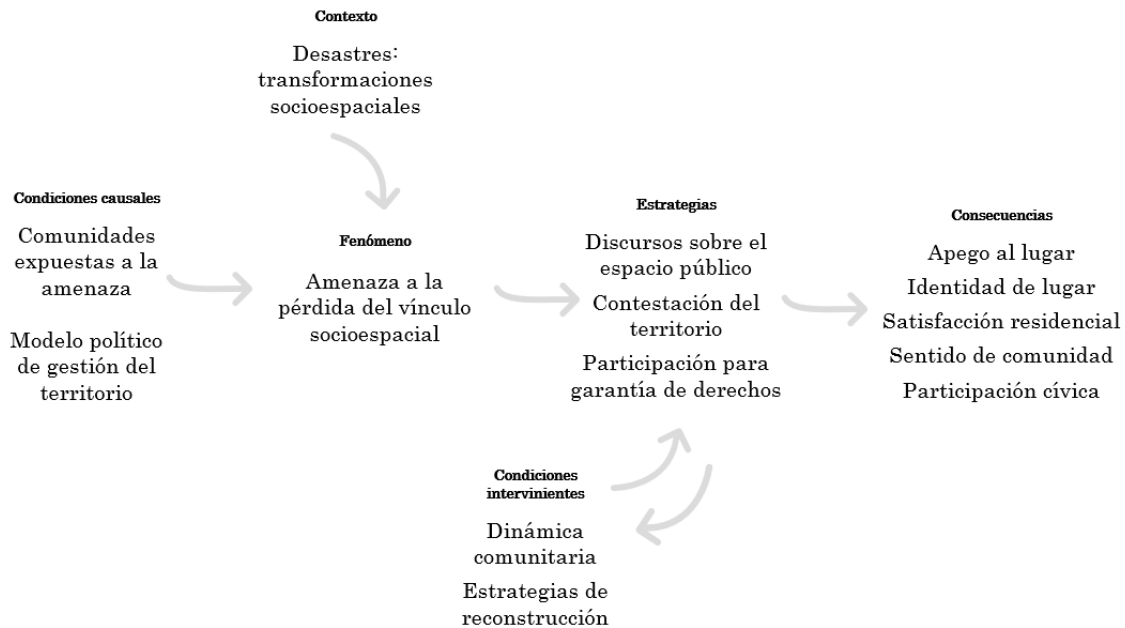 Contexto
Desastres:
transformaciones
socioespaciales
Condiciones causales
Comunidades
expuestas a la
amenaza
Modelo político
de gestión del
territorio
Fenómeno
Amenaza a la
pérdida del vínculo
socioespacial
Estrategias
Discursos sobre el
espacio público
Contestación del
territorio
Participación para
garantía de derechos
Consecuencias
Apego al lugar
Identidad de lugar
Satisfacción residencial
Sentido de comunidad
Participación cívica
Condiciones
intervinientes
Dinámica
comunitaria
Estrategias de
reconstrucción